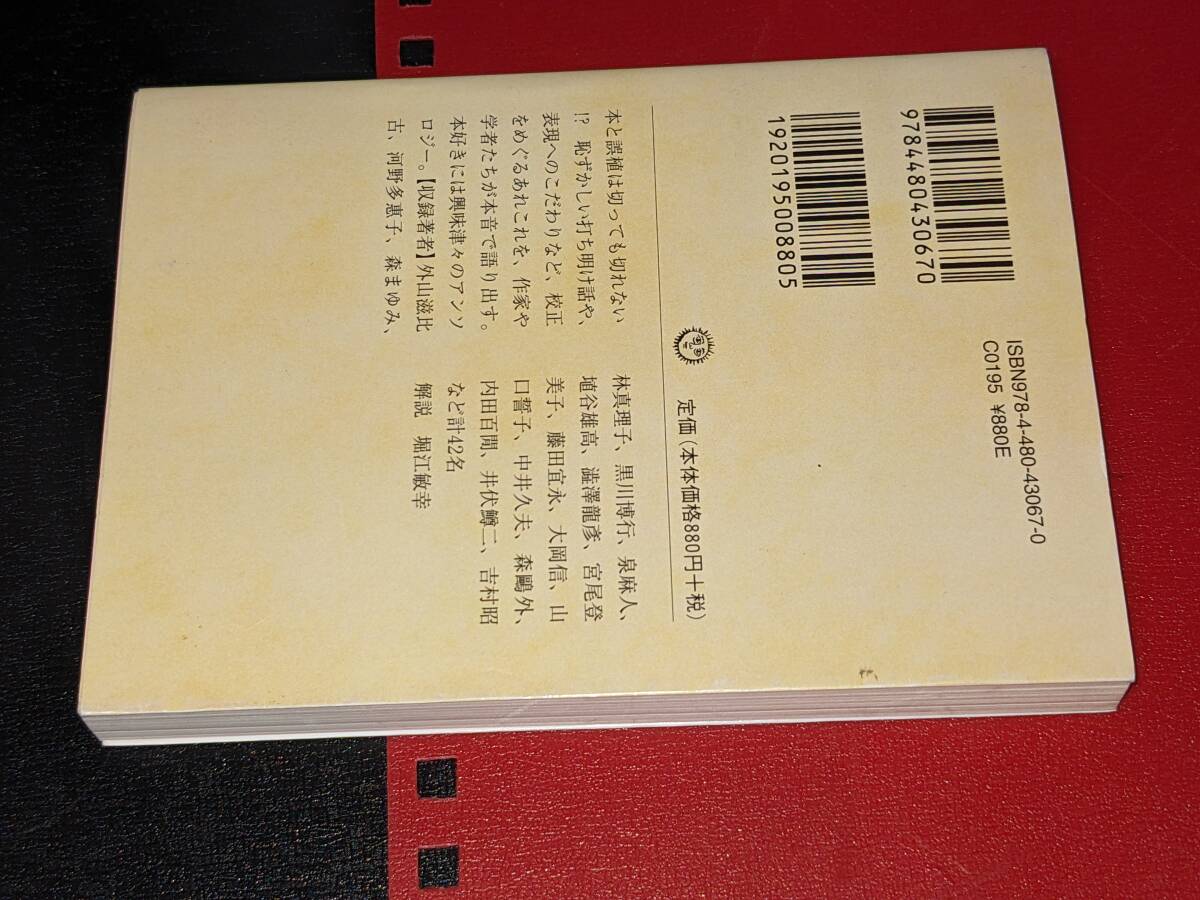 9784480430670
1920195008805
ISBN978-4-480-43067-0
C0195 ¥880E
定価(本体価格880円+税)
本と誤植は切っても切れない
!? 恥ずかしい打ち明け話や、
表現へのこだわりなど、校正
をめぐるあれこれを、作家や
学者たちが本音で語り出す。
本好きには興味津々のアンソ
ロジー。【収録著者】外山滋比
古、河野多惠子、森まゆみ、
林真理子、黒川博行、泉麻人、
埴谷雄高、澁澤龍彦、宮尾登
美子、藤田宜永、大岡信、山
口誓子、中井久夫、森鷗外、
内田百閒、井伏鱒二、吉村昭
など計42名
解説 堀江敏幸